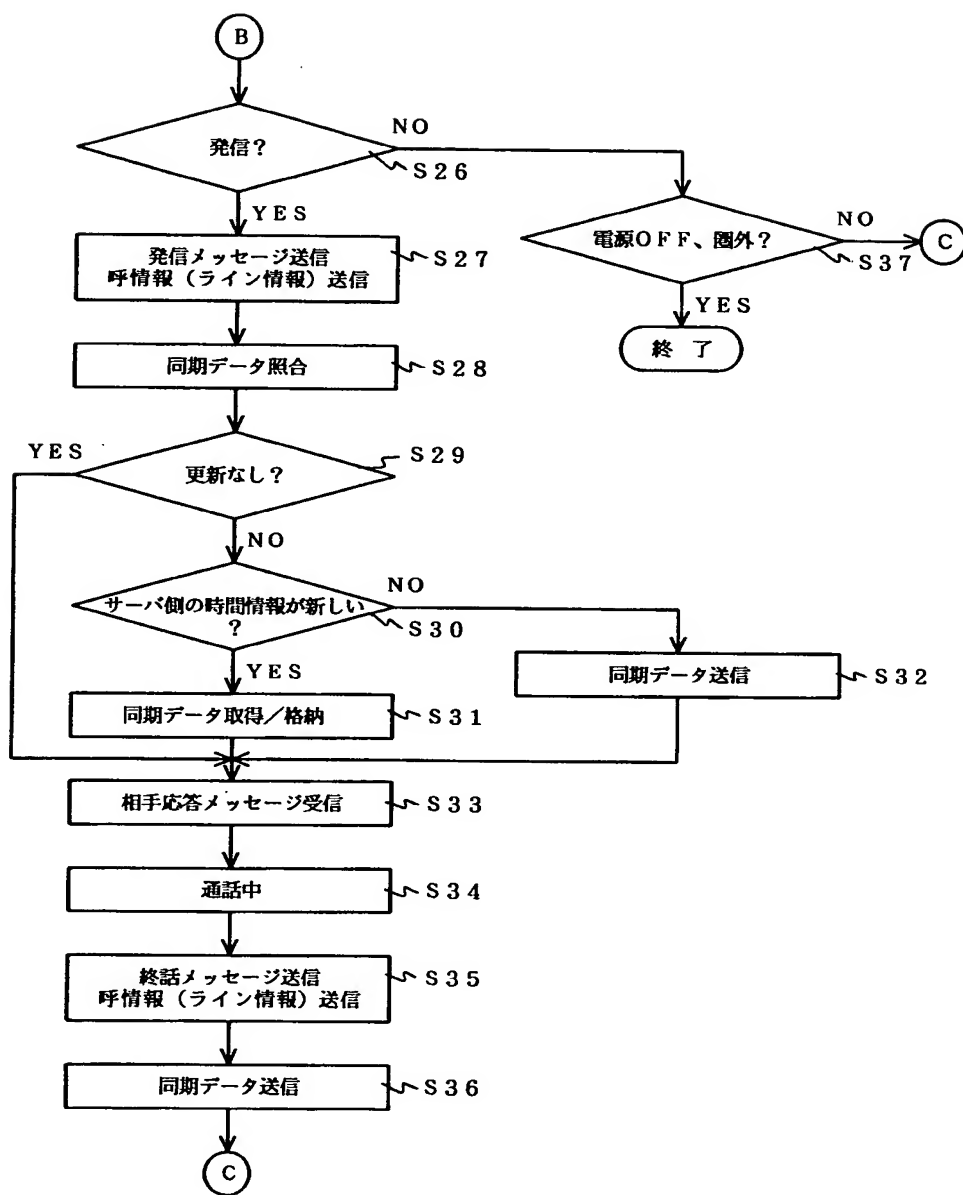 B
発信?
NO
S26
YES
電源OFF、圏外?
NO
C
S37
発信メッセージ送信
呼情報(ライン情報)送信
S27
YES
終 了
同期データ照合
S28
YES
更新なし?
S29
NO
サーバ側の時間情報が新しい
?
NO
S30
YES
同期データ送信
S32
同期データ取得/格納
S31
相手応答メッセージ受信
S33
通話中
S34
終話メッセージ送信
呼情報(ライン情報)送信
S35
同期データ送信
S36
C